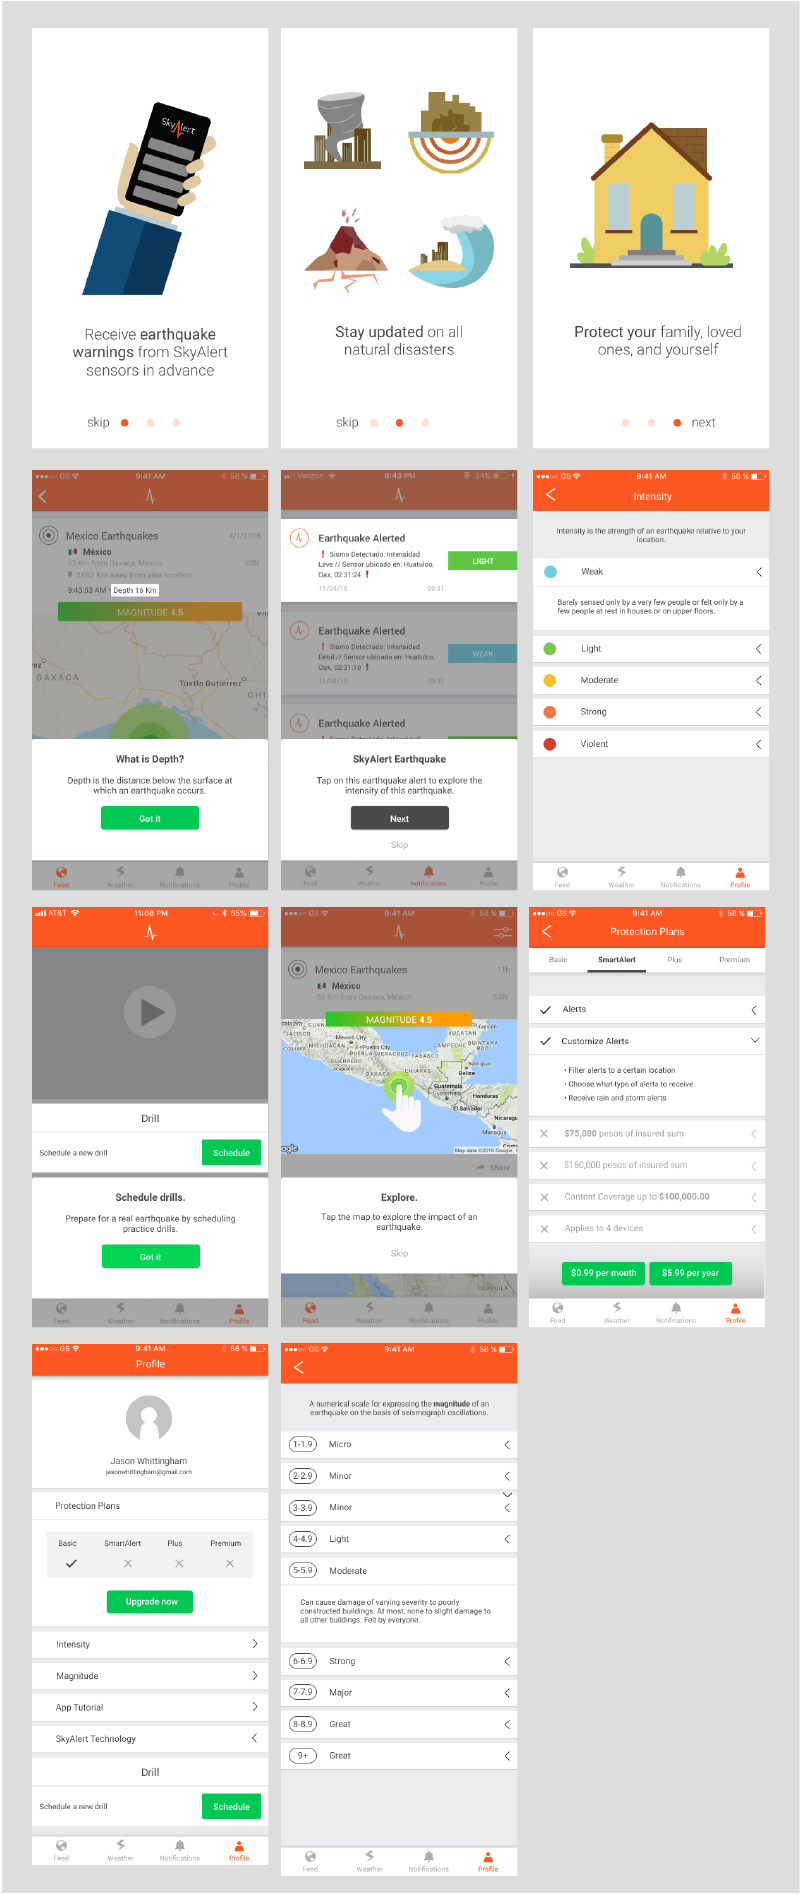 SkyAlert
Receive earthquake
warnings from SkyAlert
sensors in advance
skip
Stay updated on all
natural disasters
skip
Protect your family, loved
ones, and yourself
next
GS 9:41 AM 58 %
Mexico Earthquakes 4/1/2018
México
63 Km from Oaxaca, Mexico SSN
3,652 Km away from your location.
9:43:53 AM • Depth 16 Km
MAGNITUDE 4.5
OAXACA
Tuxtla Gutiérrez
CHI
What is Depth?
Depth is the distance below the surface at
which an earthquake occurs.
Got it
Feed Weather Notifications Profile
Verizon 8:43 PM 34%
Earthquake Alerted
❗ Sismo Detectado: Intensidad
Leve // Sensor ubicado en: Huatulco,
Oax. 02:31:24 ❗
LIGHT
11/04/18 09:31
Earthquake Alerted
❗ Sismo Detectado: Intensidad
Débil // Sensor ubicado en: Huatulco,
Oax. 02:31:10 ❗
WEAK
11/04/18 09:31
Earthquake Alerted
❗ Sismo Detectado: Intensidad
SkyAlert Earthquake
Tap on this earthquake alert to explore the
intensity of this earthquake.
Next
Skip
Feed Weather Notifications Profile
GS 9:41 AM 58 %
Intensity
Intensity is the strength of an earthquake relative to your
location.
Weak
Barely sensed only by a very few people or felt only by a
few people at rest in houses or on upper floors.
Light
Moderate
Strong
Violent
Feed Weather Notifications Profile
AT&T 11:08 PM 65%
Drill
Schedule a new drill Schedule
Schedule drills.
Prepare for a real earthquake by scheduling
practice drills.
Got it
Feed Weather Notifications Profile
GS 9:41 AM 58 %
Mexico Earthquakes 11h
México
63 Km from Oaxaca, México SSN
MAGNITUDE 4.5
JALISCO
COLIMA
MICHOACÁN
Mexico City
Puebla City
PUEBLA
VERACRUZ
TABASCO
GUERRERO
Acapulco
OAXACA
CHIAPAS
CAMPECHE
QUINTANA
ROO
Cancun
Belmopan
Belize
Guatemala
Guatemala
Honduras
El Salvador
Nicaragu
Managua
Map data ©2018 Google,
Share
Explore.
Tap the map to explore the impact of an
earthquake.
Skip
COAHUILA
Feed Weather Notifications Profile
GS 9:41 AM 58 %
Protection Plans
Basic SmartAlert Plus Premium
Alerts
Customize Alerts
• Filter alerts to a certain location
• Choose what type of alerts to receive
• Receive rain and storm alerts
$75,000 pesos of insured sum
$150,000 pesos of insured sum
Content Coverage up to $100,000.00
Applies to 4 devices
$0.99 per month $5.99 per year
Feed Weather Notifications Profile
GS 9:41 AM 58 %
Profile
Jason Whittingham
jasonwhittingham@gmail.com
Protection Plans
Basic SmartAlert Plus Premium
Upgrade now
Intensity
Magnitude
App Tutorial
SkyAlert Technology
Drill
Schedule a new drill Schedule
Feed Weather Notifications Profile
GS 9:41 AM 58 %
A numerical scale for expressing the magnitude of an
earthquake on the basis of seismograph oscillations.
1-1.9 Micro
2-2.9 Minor
3-3.9 Minor
4-4.9 Light
5-5.9 Moderate
Can cause damage of varying severity to poorly
constructed buildings. At most, none to slight damage to
all other buildings. Felt by everyone.
6-6.9 Strong
7-7.9 Major
8-8.9 Great
9+ Great
Feed Weather Notifications Profile